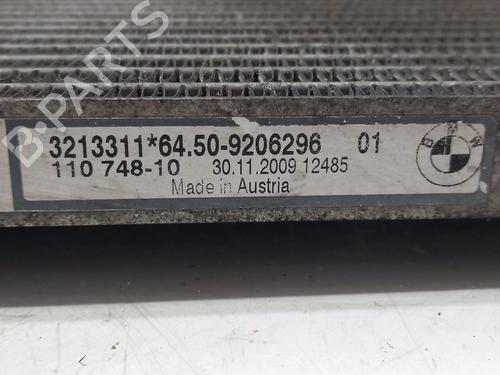 B-PARTS
3213311*64.50-9206296 01
110 748-10 30.11.2009 12485
Made in Austria
BMW